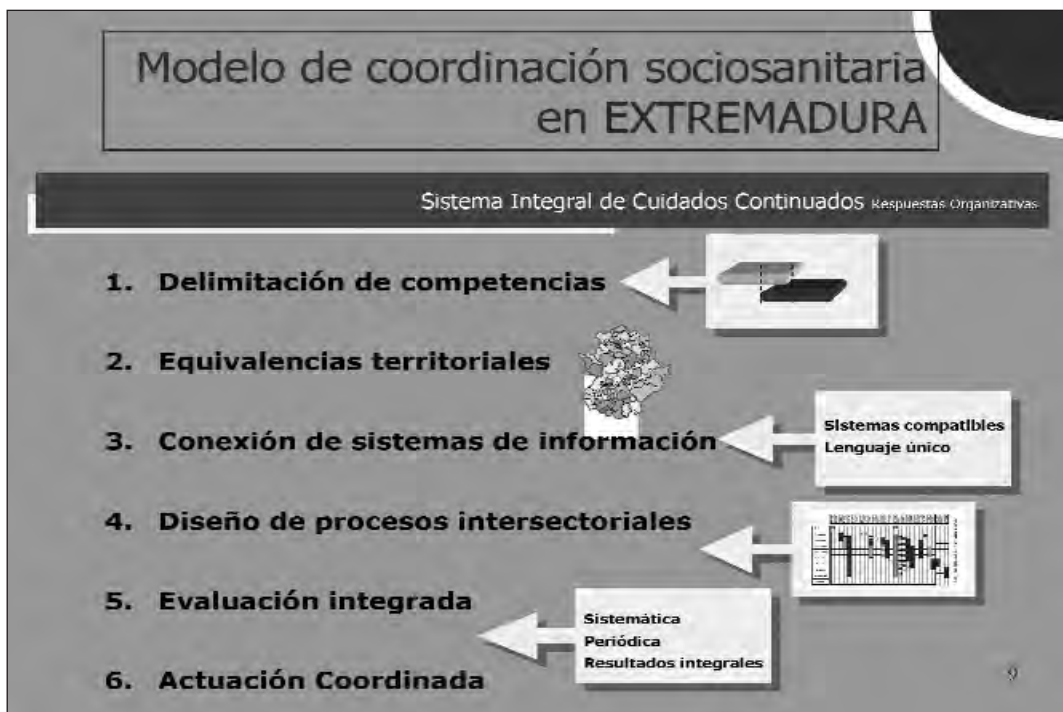 Modelo de coordinación sociosanitaria
en EXTREMADURA
Sistema Integral de Cuidados Continuados Respuestas Organizativas
1. Delimitación de competencias
2. Equivalencias territoriales
3. Conexión de sistemas de información
Sistemas compatibles
Lenguaje único
4. Diseño de procesos intersectoriales
5. Evaluación integrada
Sistemática
Periódica
Resultados integrales
6. Actuación Coordinada
9